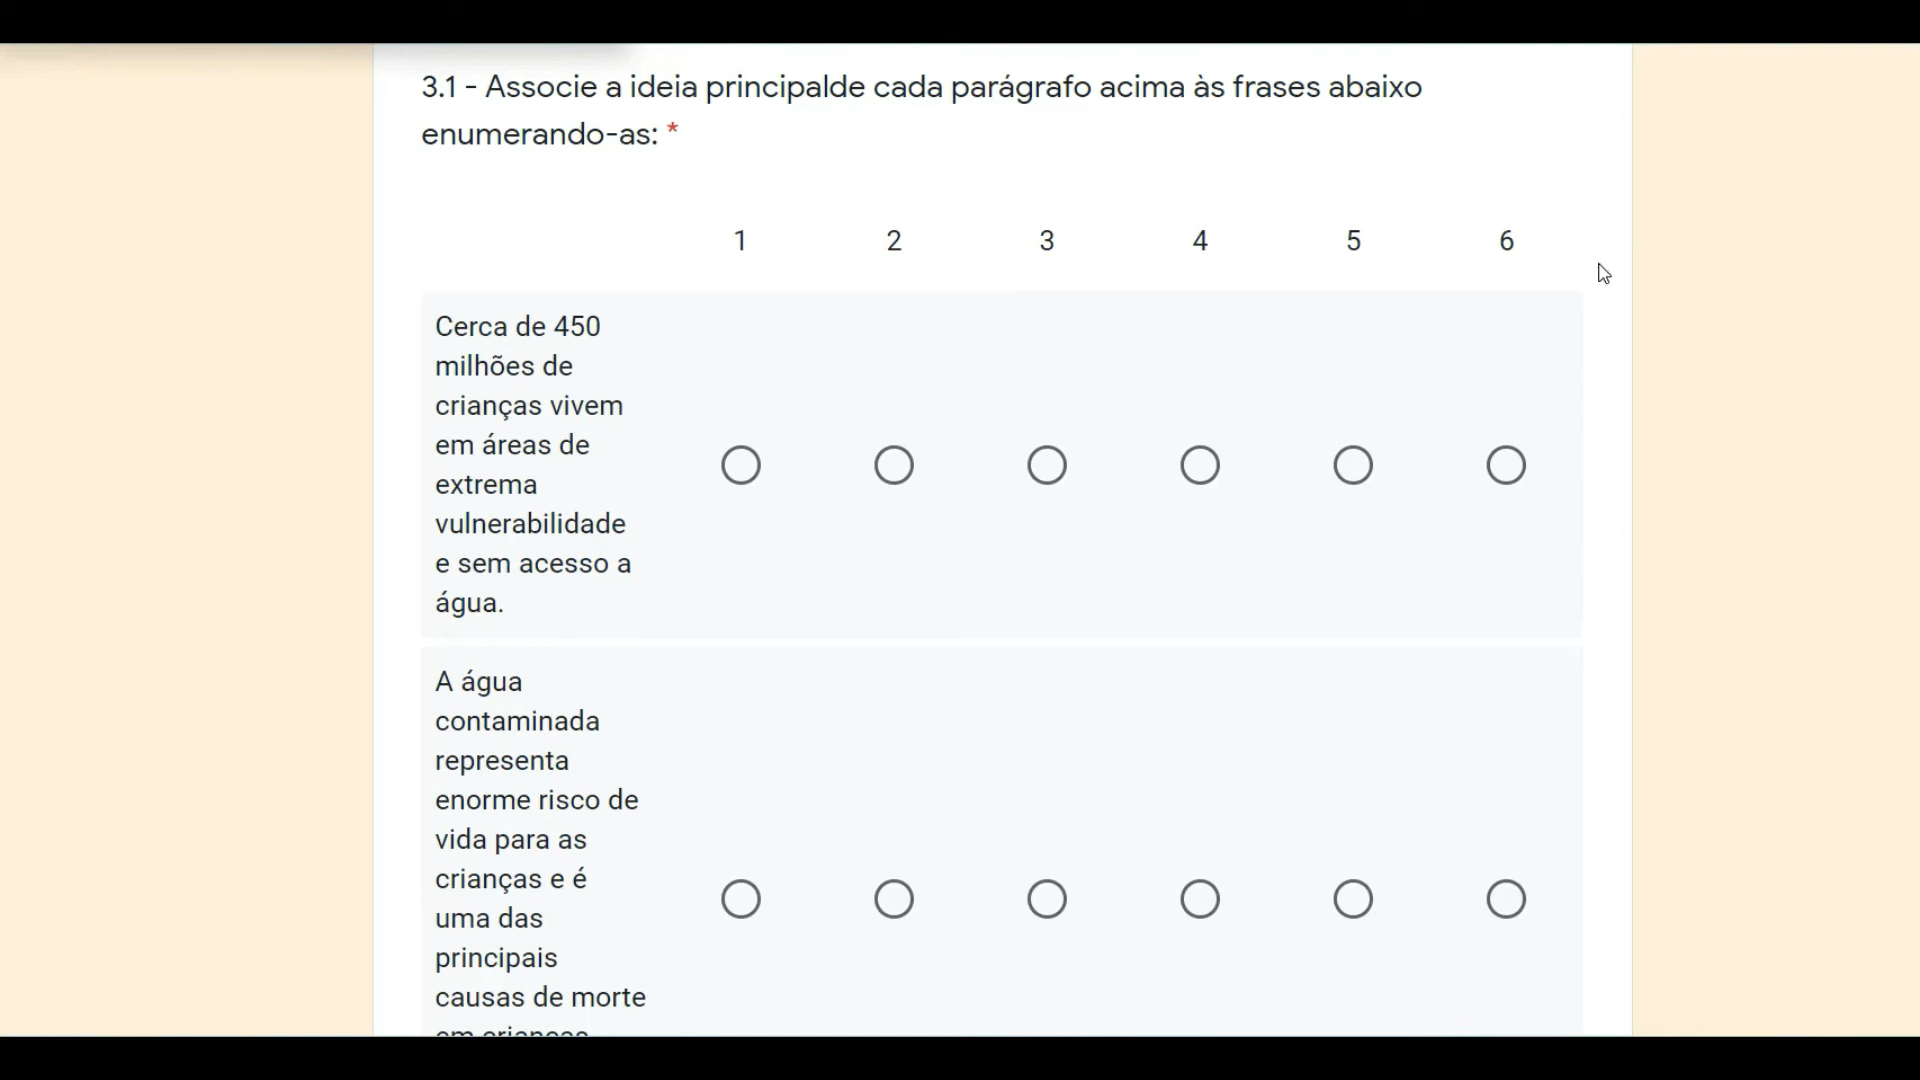 3.1 - Associe a ideia principalde cada parágrafo acima às frases abaixo
enumerando-as: *
1 2 3 4 5 6
Cerca de 450
milhões de
crianças vivem
em áreas de
extrema
vulnerabilidade
e sem acesso a
água.
A água
contaminada
representa
enorme risco de
vida para as
crianças e é
uma das
principais
causas de morte
em crianças